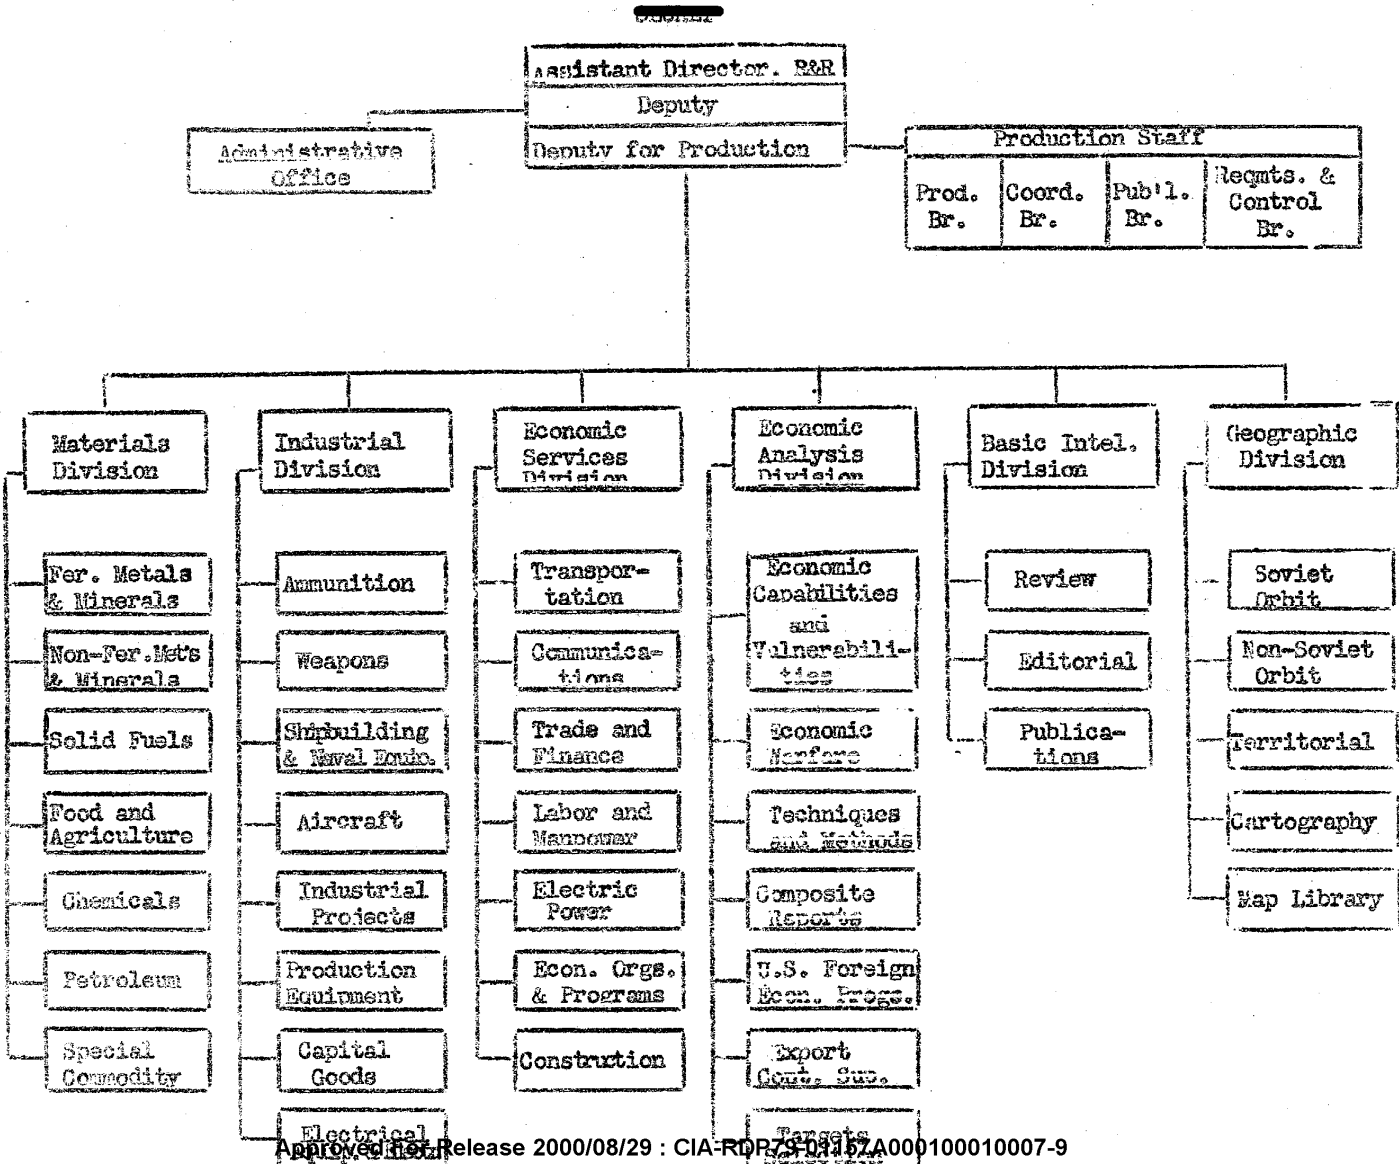 Assistant Director. R&R
Deputy
Deputy for Production
Administrative
Office
Production Staff
Prod.
Br.
Coord.
Br.
Pub'l.
Br.
Reqmts. &
Control
Br.
Materials
Division
Industrial
Division
Economic
Services
Division
Economic
Analysis
Division
Basic Intel.
Division
Geographic
Division
Fer. Metals
& Minerals
Non-Fer.Met's
& Minerals
Solid Fuels
Food and
Agriculture
Chemicals
Petroleum
Special
Commodity
Ammunition
Weapons
Shipbuilding
& Naval Equip.
Aircraft
Industrial
Projects
Production
Equipment
Capital
Goods
Electrical
Transpor-
tation
Communica-
tions
Trade and
Finance
Labor and
Manpower
Electric
Power
Econ. Orgs.
& Programs
Construction
Economic
Capabilities
and
Vulnerabili-
ties
Economic
Warfare
Techniques
and Methods
Composite
Reports
U.S. Foreign
Econ. Progs.
Export
Cont. Sup.
Targets
Review
Editorial
Publica-
tions
Soviet
Orbit
Non-Soviet
Orbit
Territorial
Cartography
Map Library
Approved For Release 2000/08/29 : CIA-RDP79-01157A000100010007-9